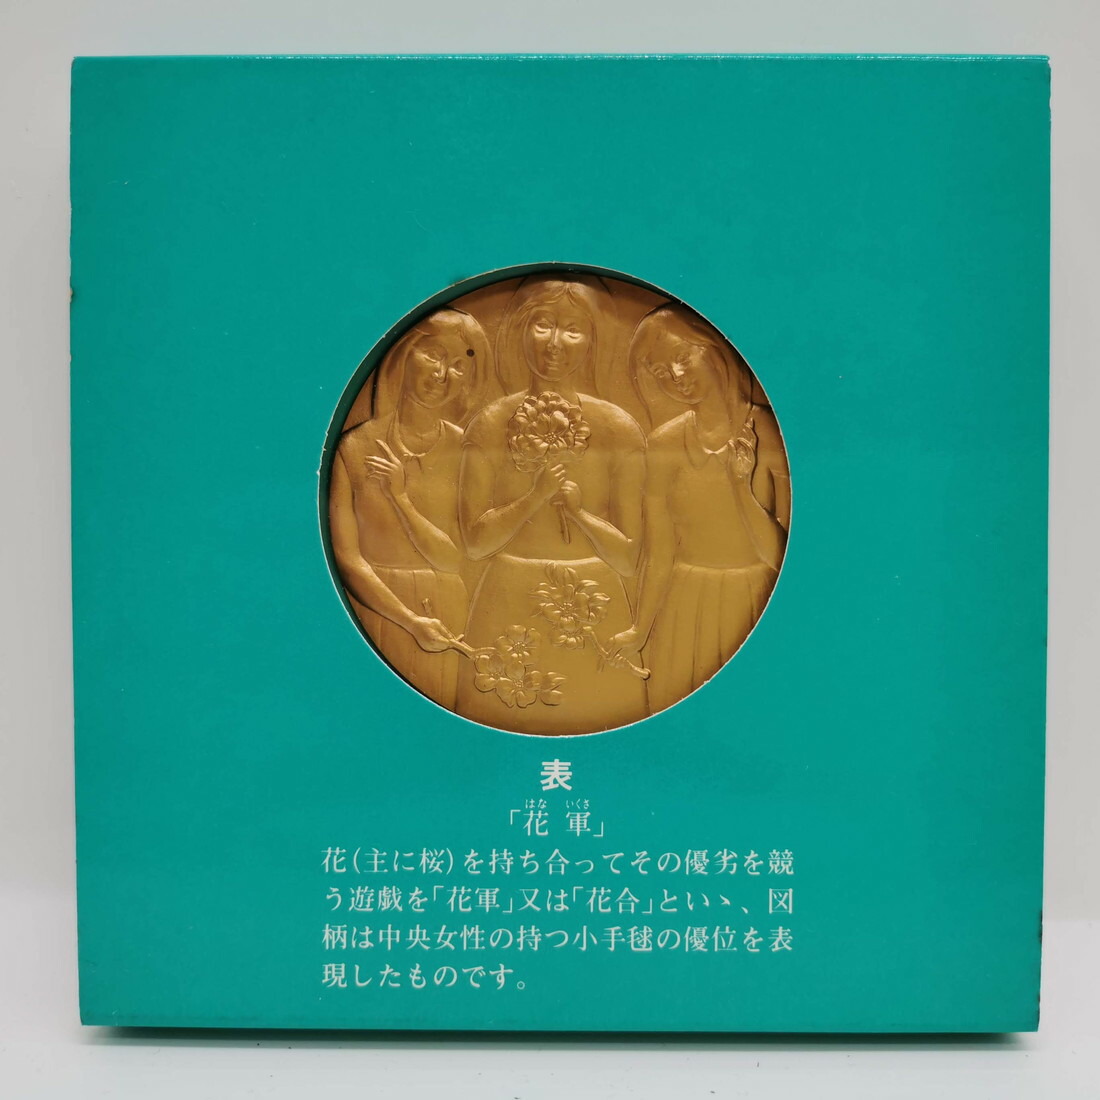 表
はな いくさ
「花 軍」
花(主に桜)を持ち合ってその優劣を競
う遊戯を「花軍」又は「花合」といゝ、図
柄は中央女性の持つ小手毬の優位を表
現したものです。